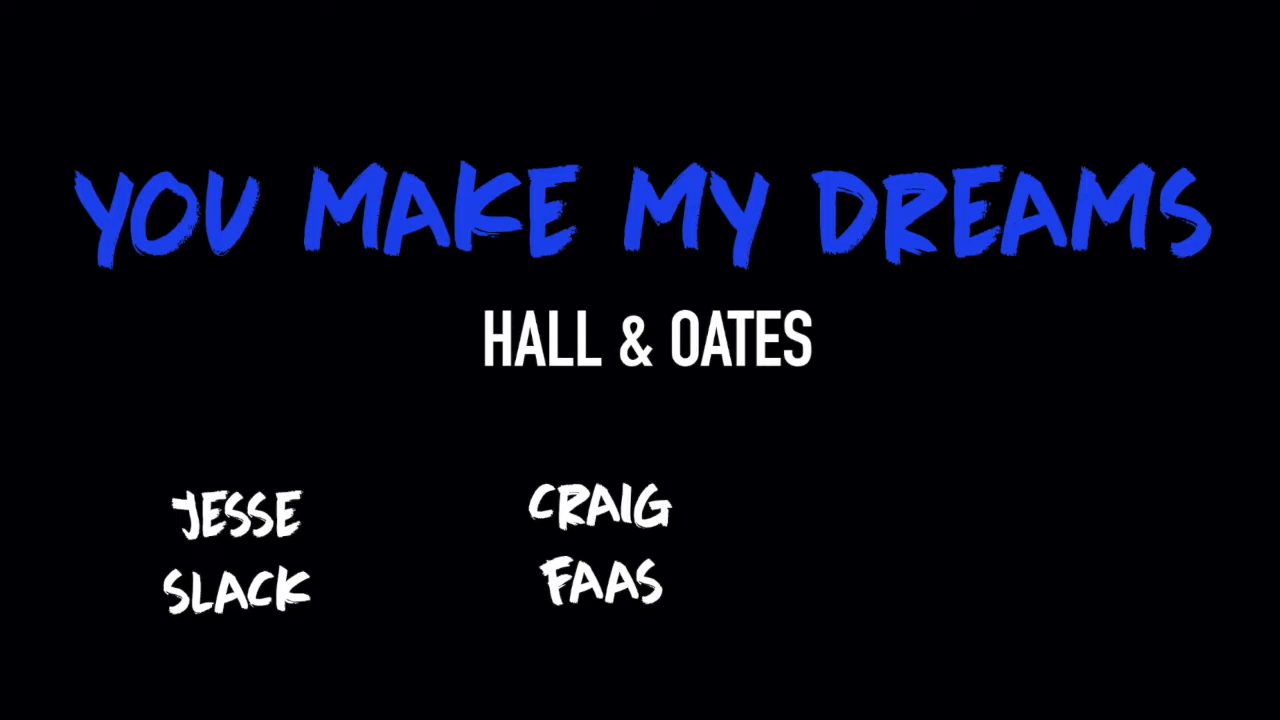 YOU MAKE MY DREAMS
HALL & OATES
JESSE
SLACK
CRAIG
FAAS